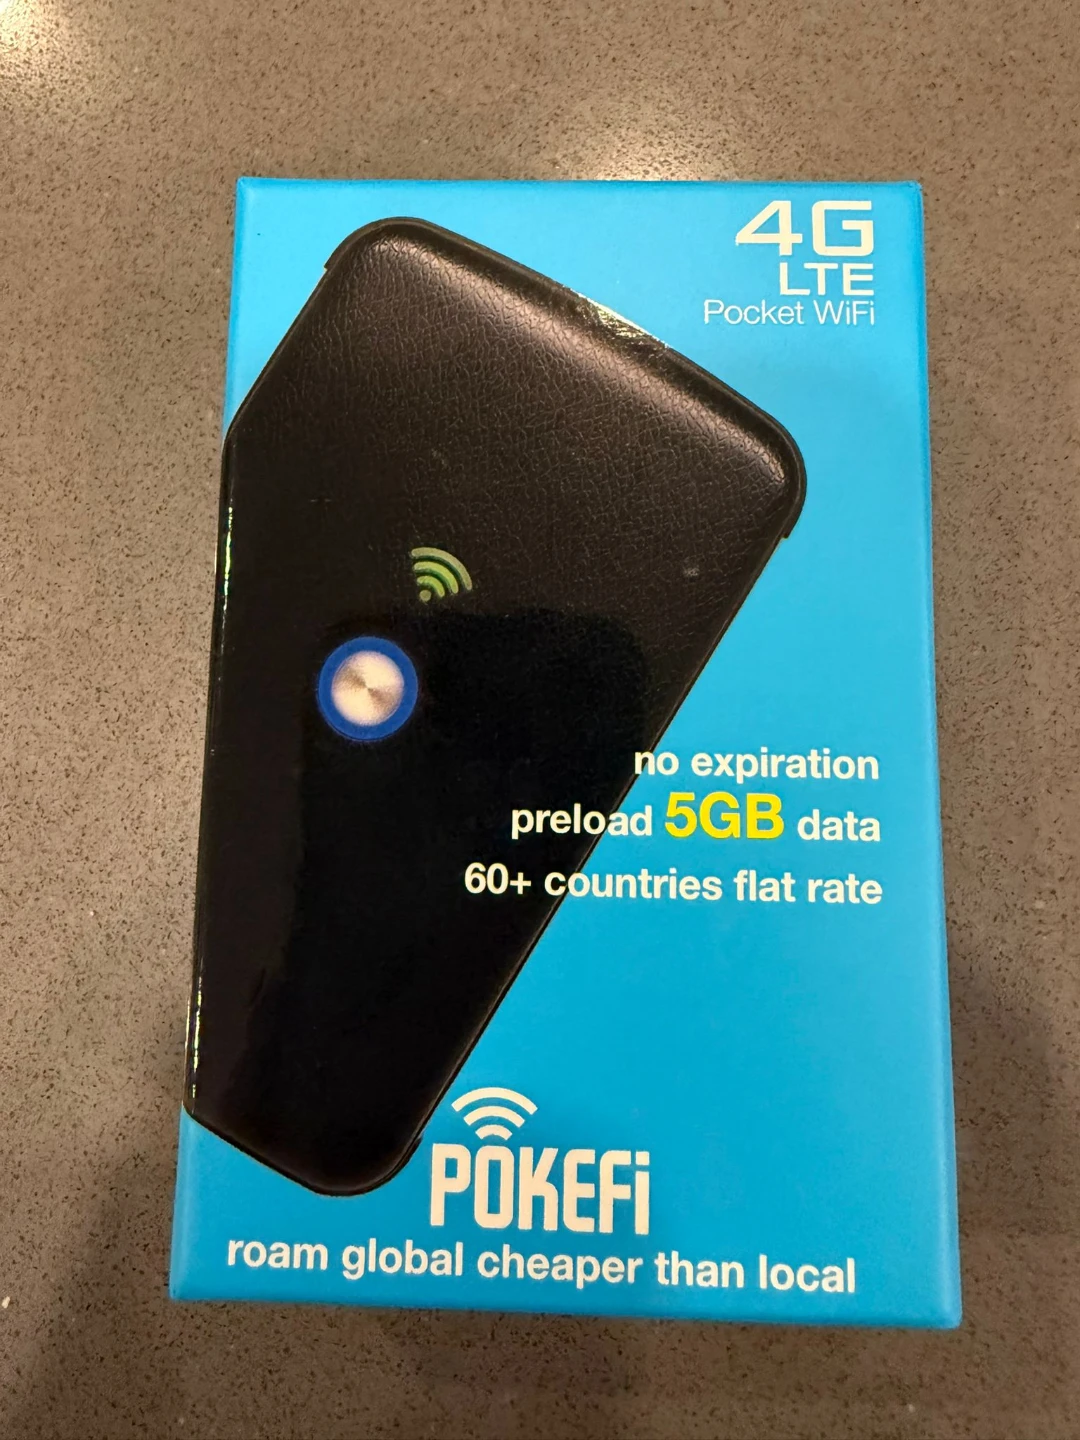 4G
LTE
Pocket WiFi
no expiration
preload 5GB data
60+ countries flat rate
POKEFi
roam global cheaper than local